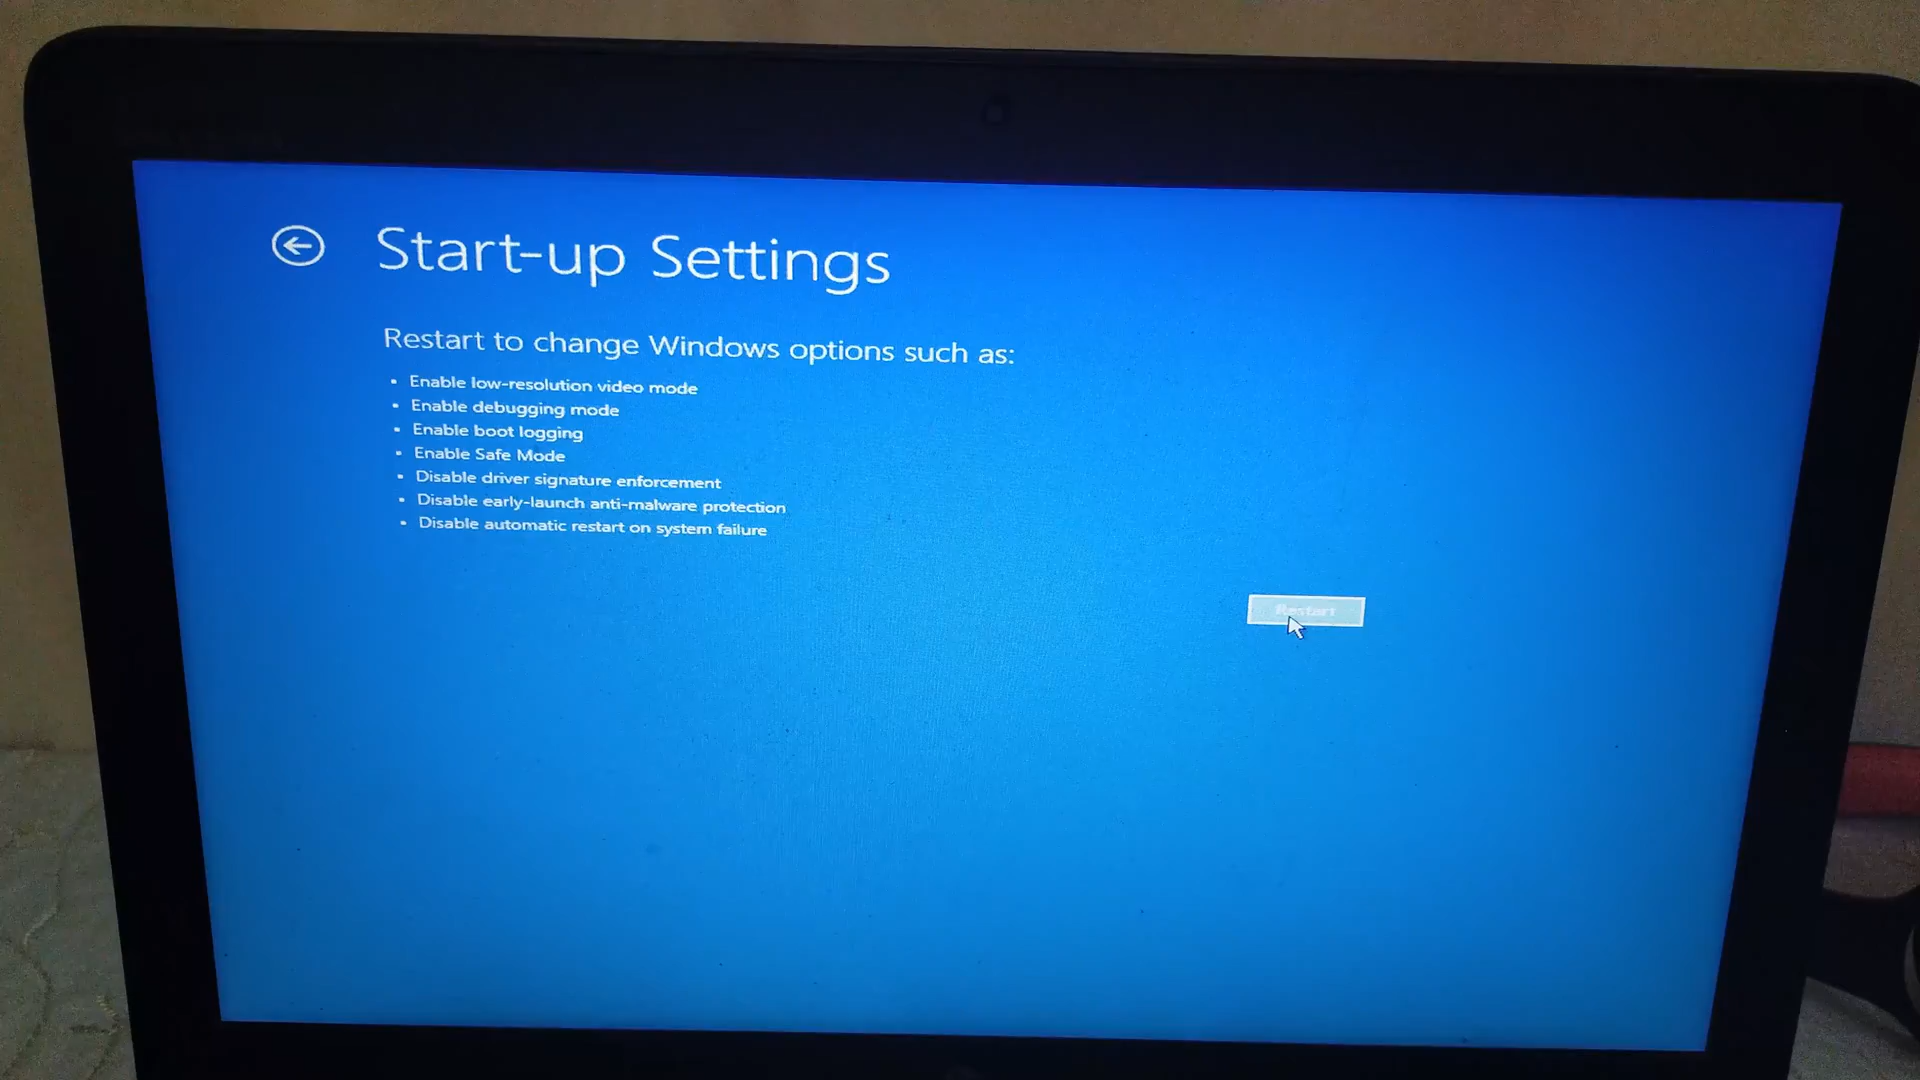 Start-up Settings
Restart to change Windows options such as:
• Enable low-resolution video mode
• Enable debugging mode
• Enable boot logging
• Enable Safe Mode
• Disable driver signature enforcement
• Disable early-launch anti-malware protection
• Disable automatic restart on system failure
Restart